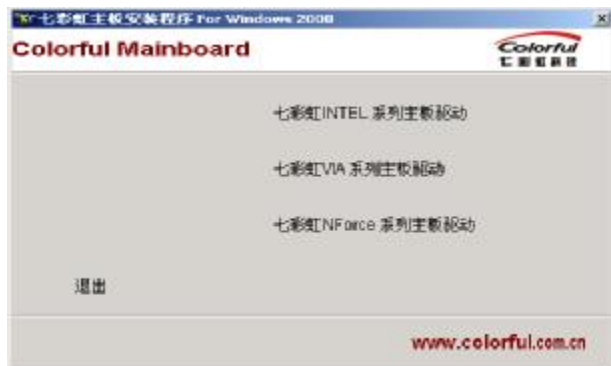 七彩虹主板安装程序 For Windows 2000
Colorful Mainboard
Colorful
七彩虹科技
七彩虹INTEL 系列主板驱动
七彩虹VIA 系列主板驱动
七彩虹NForce 系列主板驱动
退出
www.colorful.com.cn